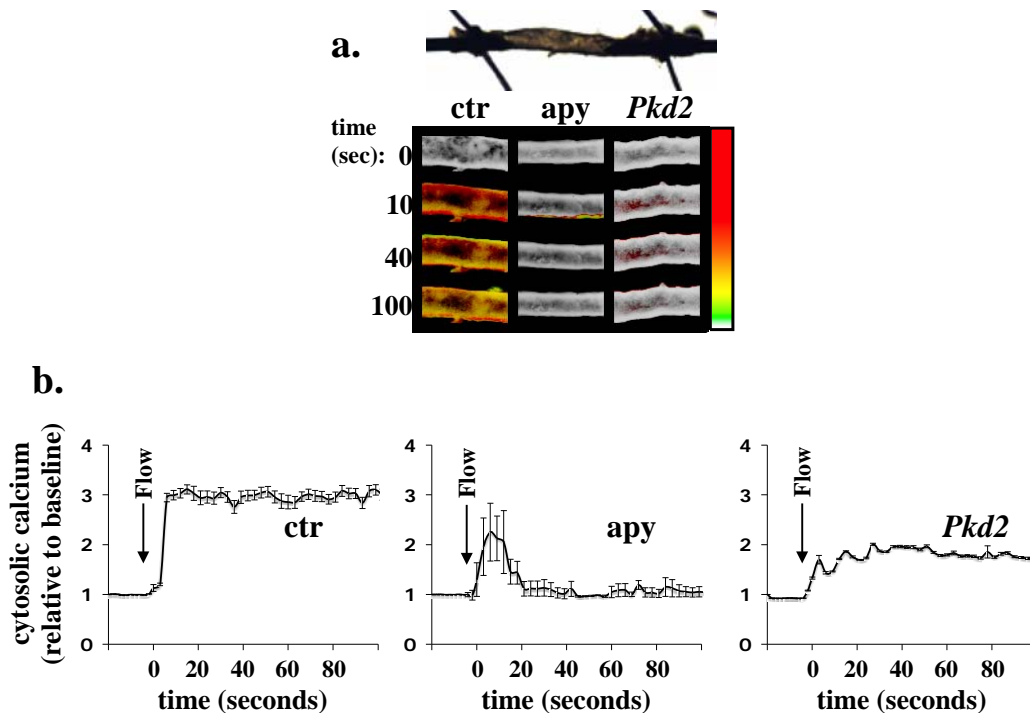 a.
ctr apy Pkd2
time
(sec): 0
10
40
100
b.
cytosolic calcium
(relative to baseline)
4
3
2
1
0
Flow
ctr
0 20 40 60 80
time (seconds)
4
3
2
1
0
Flow
apy
0 20 40 60 80
time (seconds)
4
3
2
1
0
Flow
Pkd2
0 20 40 60 80
time (seconds)